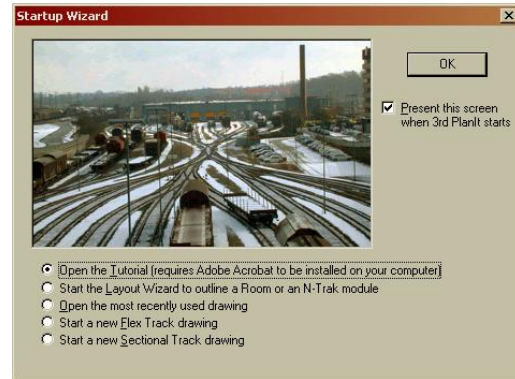 Startup Wizard
OK
Present this screen
when 3rd PlanIt starts
Open the Tutorial (requires Adobe Acrobat to be installed on your computer)
Start the Layout Wizard to outline a Room or an N-Trak module
Open the most recently used drawing
Start a new Flex Track drawing
Start a new Sectional Track drawing